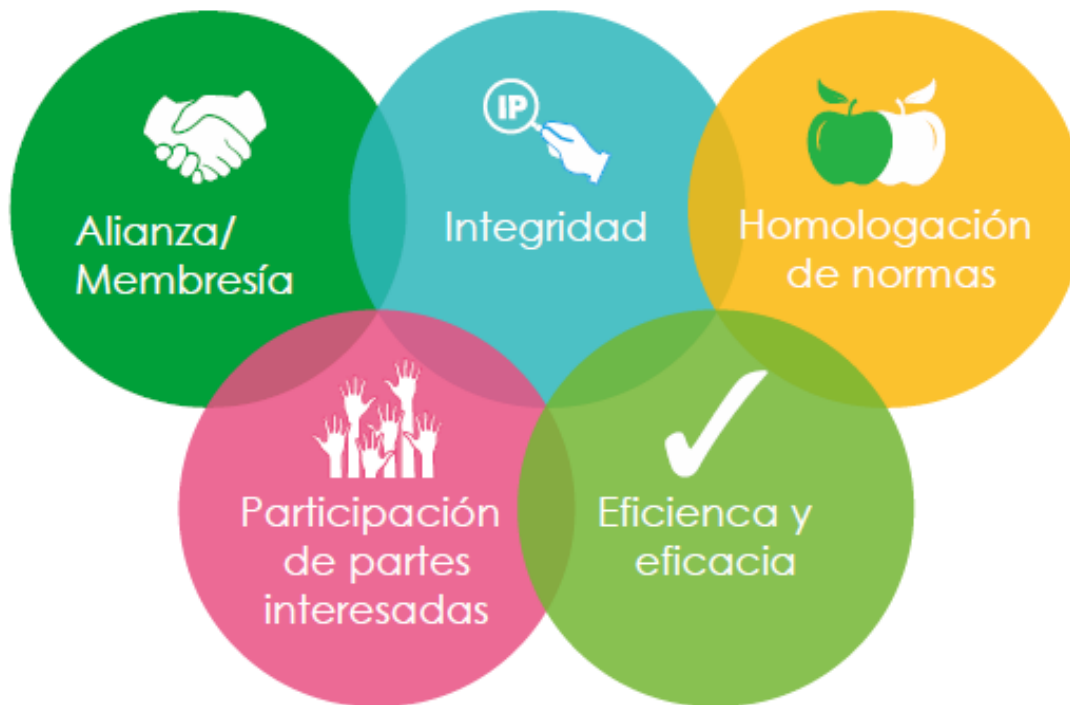 Alianza/
Membresía
IP
Integridad
Homologación
de normas
Participación
de partes
interesadas
Eficienca y
eficacia